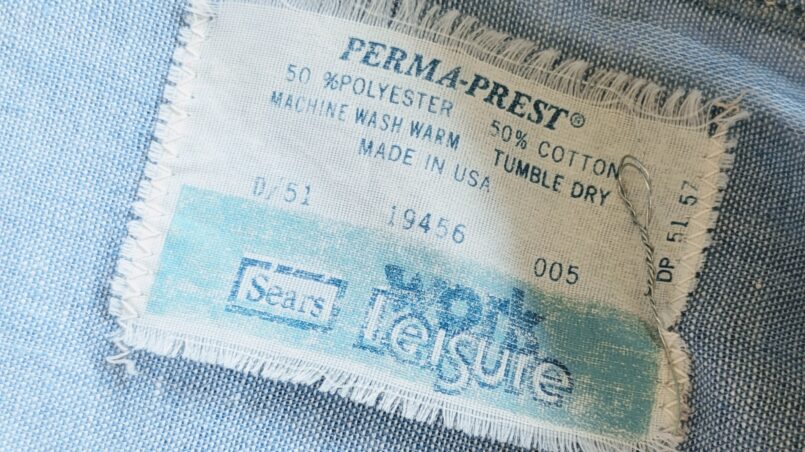 PERMA-PREST®
50 %POLYESTER 50% COTTON
MACHINE WASH WARM TUMBLE DRY
MADE IN USA
D/51 19456 005
DP 51 57
Sears work
leisure